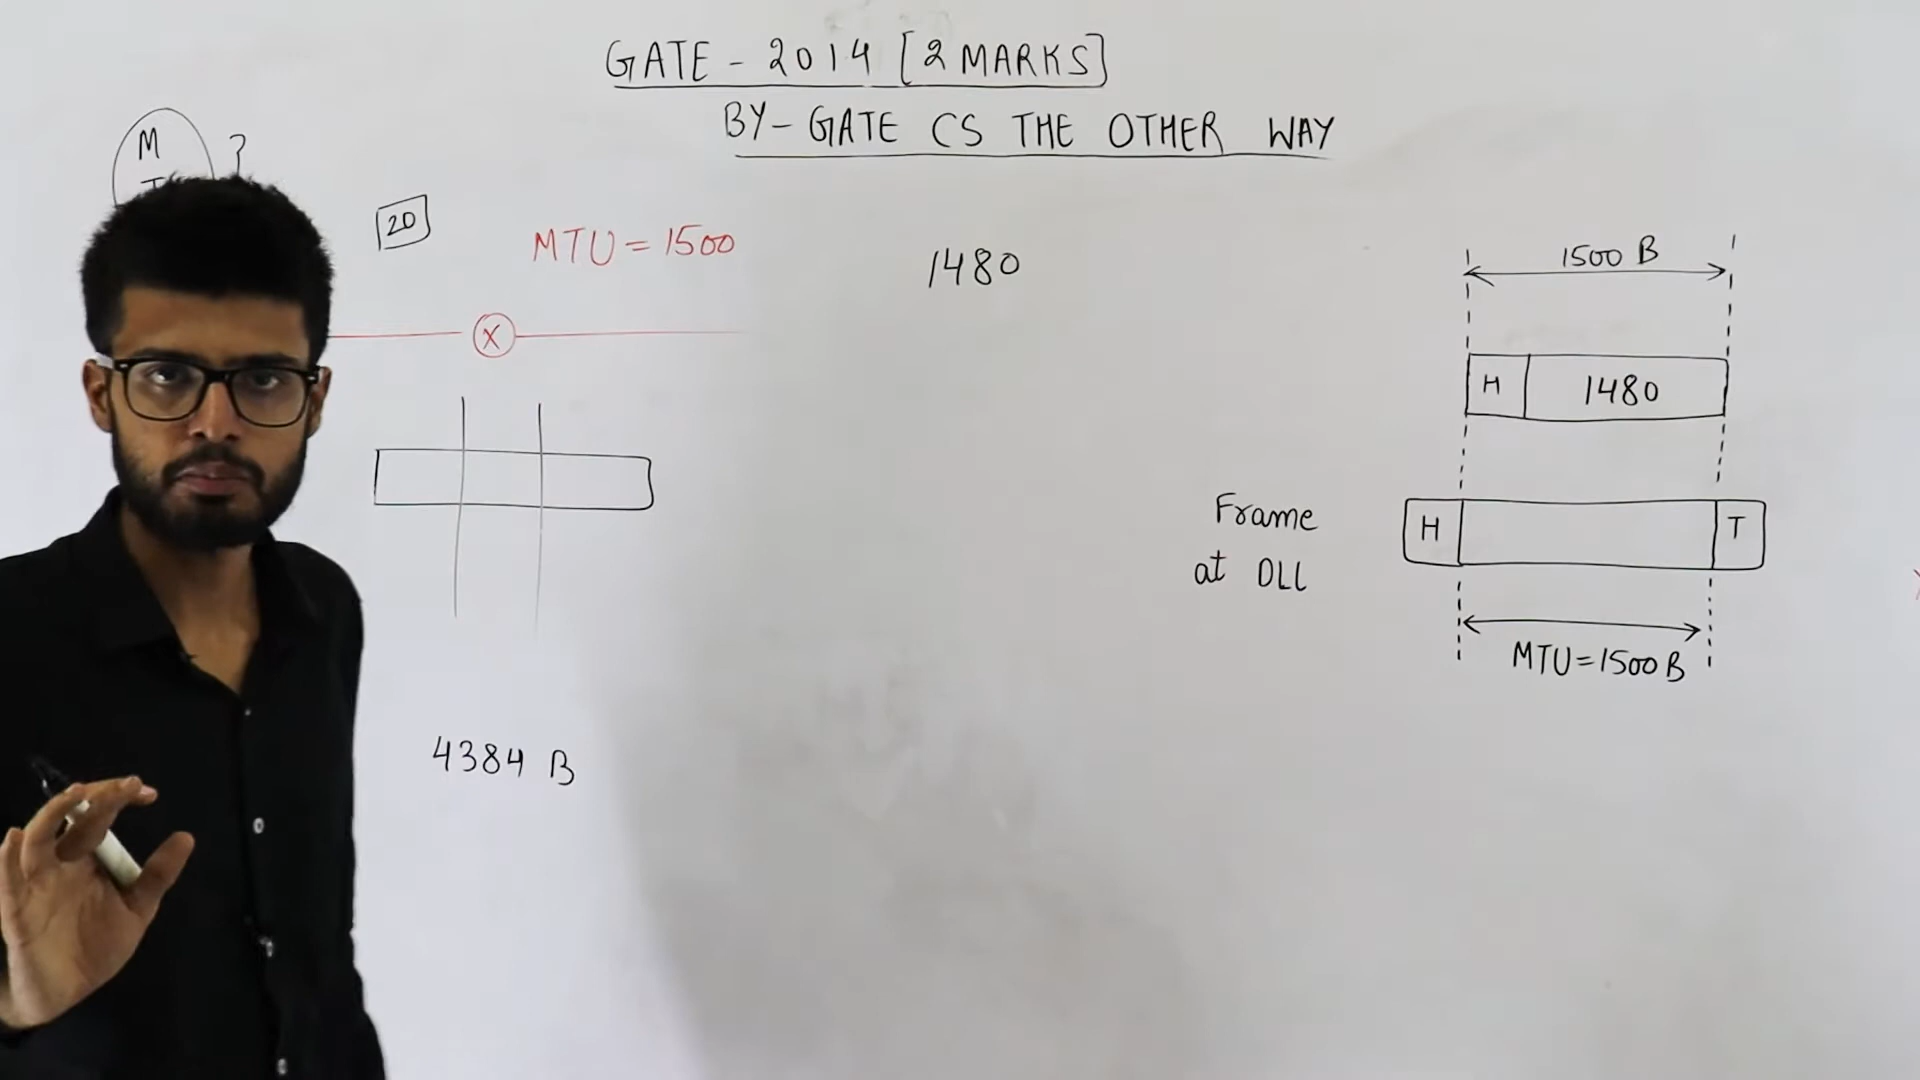 GATE - 2014 [2 MARKS]
BY- GATE CS THE OTHER WAY
M
?
20
MTU = 1500
1480
X
4384 B
1500 B
H 1480
Frame
at DLL
H T
MTU=1500 B